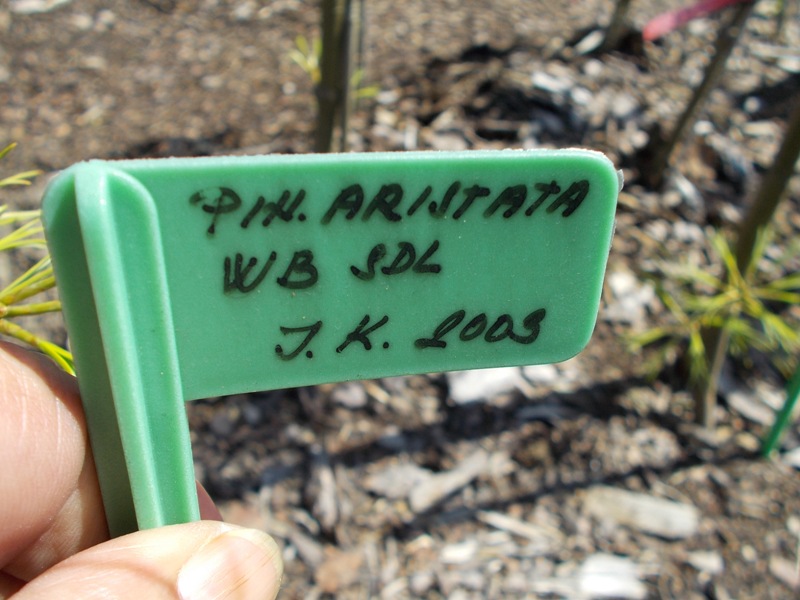 PIN. ARISTATA
WB SDL
J. K. 2003